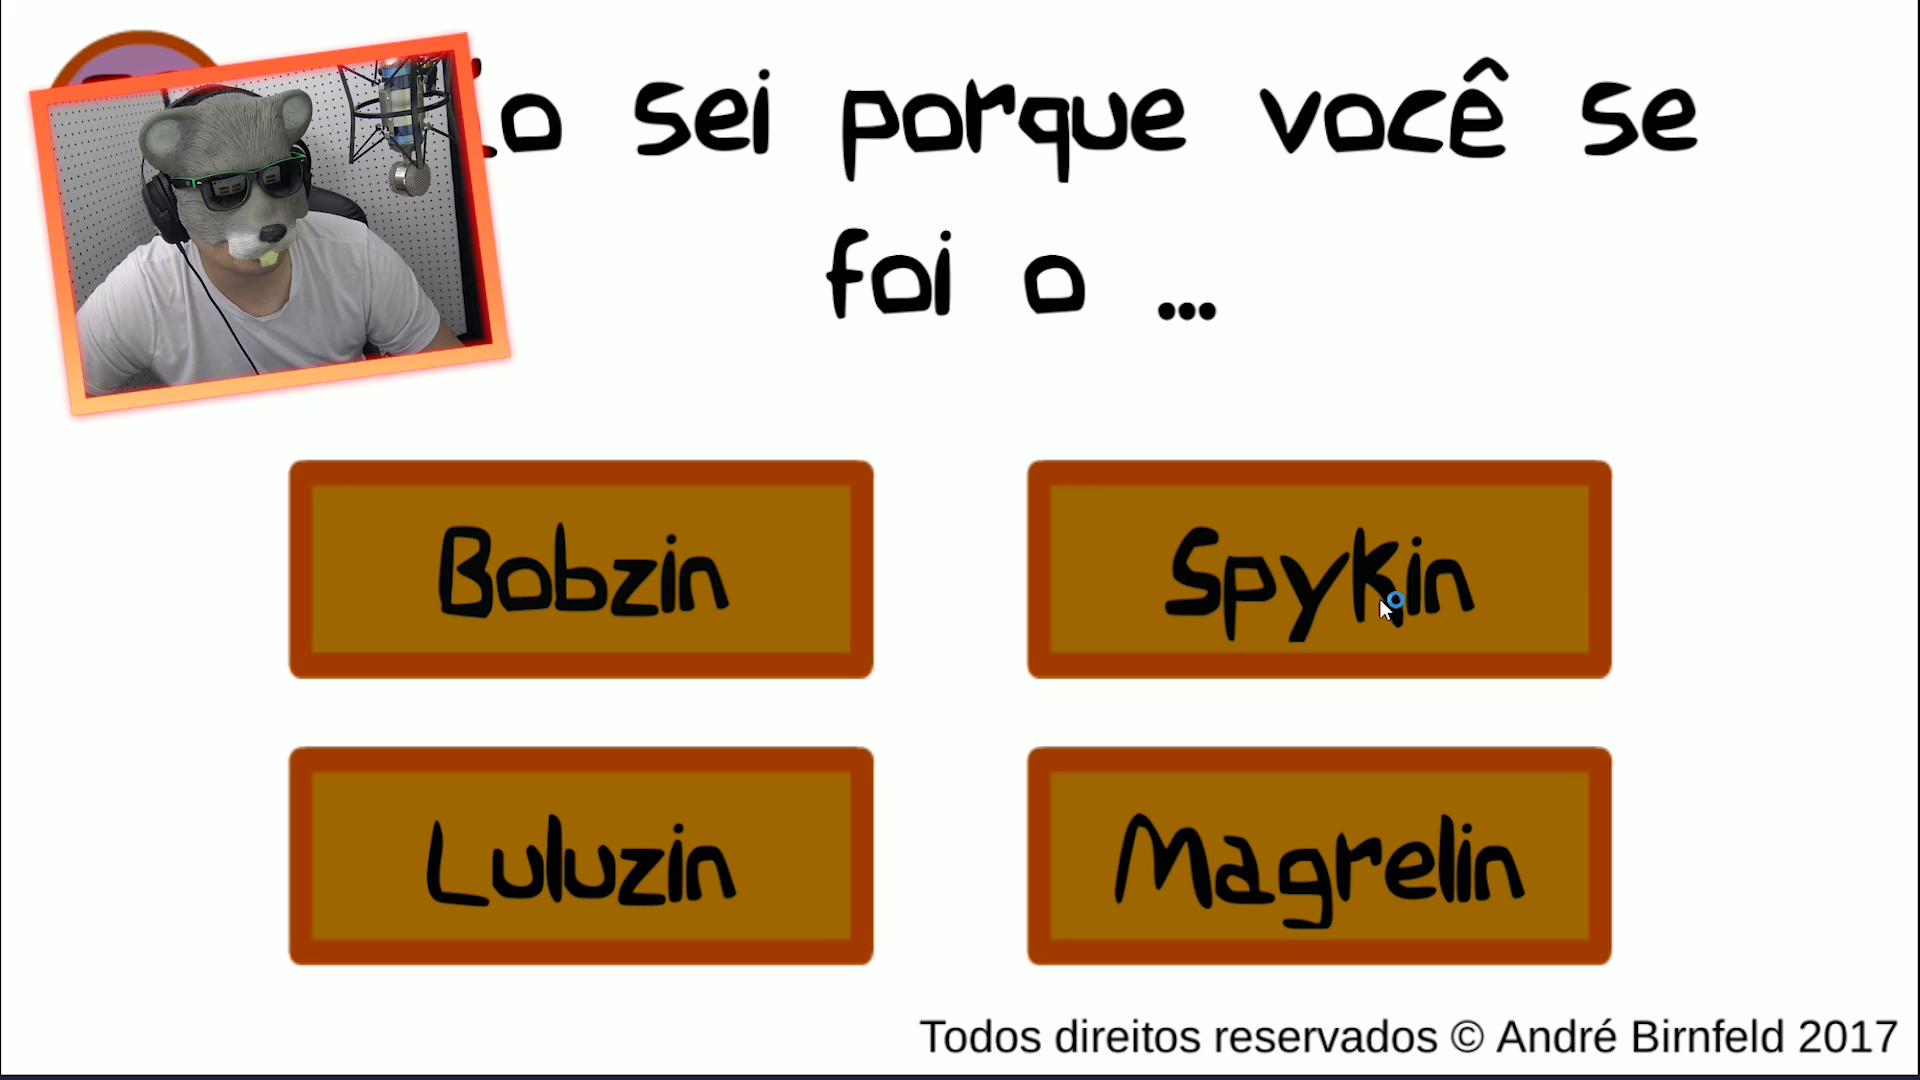 sei porque você se
foi o ...
Bobzin
Spykin
Luluzin
Magrelin
Todos direitos reservados © André Birnfeld 2017